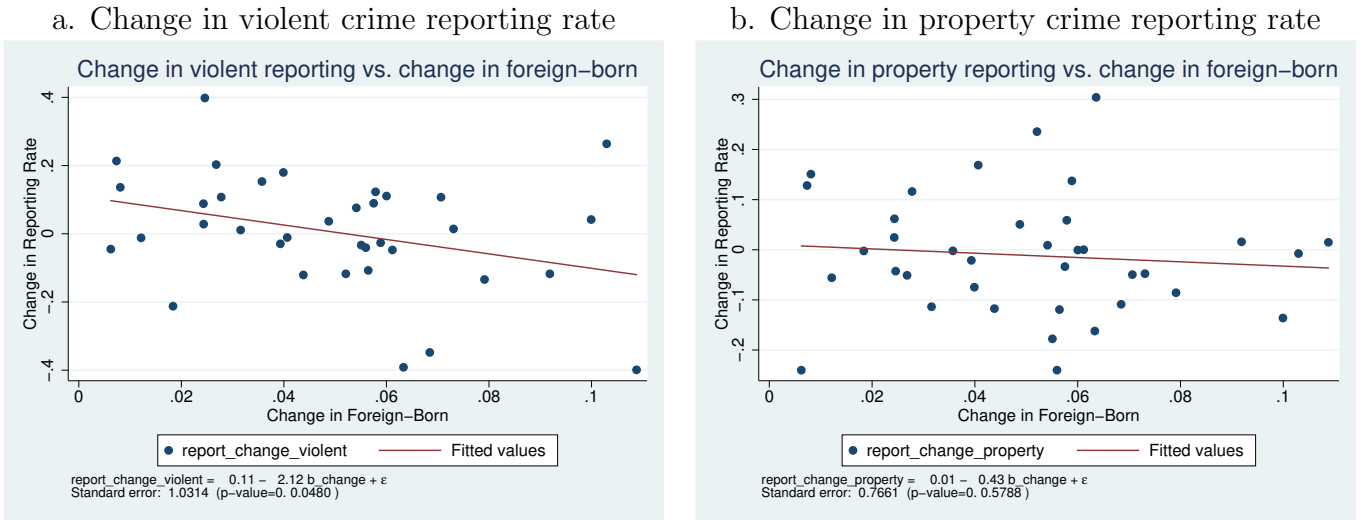 a. Change in violent crime reporting rate
Change in violent reporting vs. change in foreign−born
Change in Reporting Rate
.4
.2
0
−.2
−.4
0 .02 .04 .06 .08 .1
Change in Foreign−Born
report_change_violent Fitted values
report_change_violent = 0.11 − 2.12 b_change + ε
Standard error: 1.0314 (p−value=0. 0.0480 )
b. Change in property crime reporting rate
Change in property reporting vs. change in foreign−born
Change in Reporting Rate
.3
.2
.1
0
−.1
−.2
0 .02 .04 .06 .08 .1
Change in Foreign−Born
report_change_property Fitted values
report_change_property = 0.01 − 0.43 b_change + ε
Standard error: 0.7661 (p−value=0. 0.5788 )